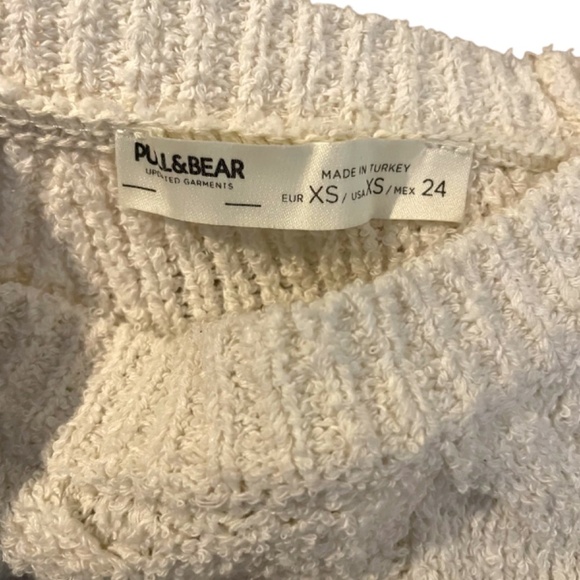 PULL&BEAR
UPDATED GARMENTS
MADE IN TURKEY
EUR XS / USA XS / MEX 24